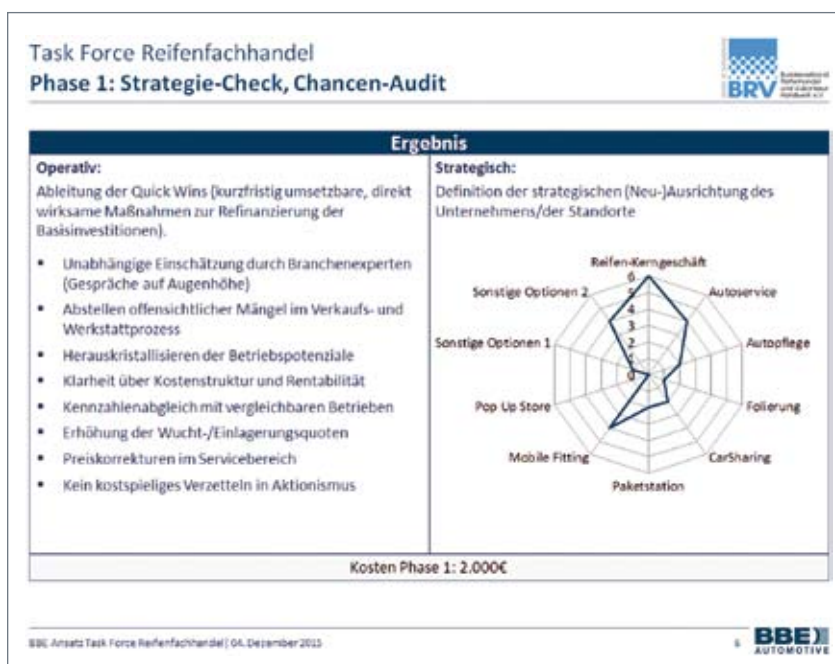 Task Force Reifenfachhandel
Phase 1: Strategie-Check, Chancen-Audit
BRV
Ergebnis
Operativ:
Ableitung der Quick Wins (kurzfristig umsetzbare, direkt
wirksame Maßnahmen zur Refinanzierung der
Basisinvestitionen).
▪ Unabhängige Einschätzung durch Branchenexperten
(Gespräche auf Augenhöhe)
▪ Abstellen offensichtlicher Mängel im Verkaufs- und
Werkstattprozess
▪ Herauskristallisieren der Betriebspotenziale
▪ Klarheit über Kostenstruktur und Rentabilität
▪ Kennzahlenabgleich mit vergleichbaren Betrieben
▪ Erhöhung der Wucht-/Einlagerungsquoten
▪ Preiskorrekturen im Servicebereich
▪ Kein kostspieliges Verzetteln in Aktionismus
Strategisch:
Definition der strategischen (Neu-)Ausrichtung des
Unternehmens/der Standorte
Reifen-Kerngeschäft
Autoservice
Autopflege
Folierung
CarSharing
Paketstation
Mobile Fitting
Pop Up Store
Sonstige Optionen 1
Sonstige Optionen 2
6
5
4
3
2
1
0
Kosten Phase 1: 2.000€
BBE Ansatz Task Force Reifenfachhandel | 04. Dezember 2015
6
BBE
AUTOMOTIVE